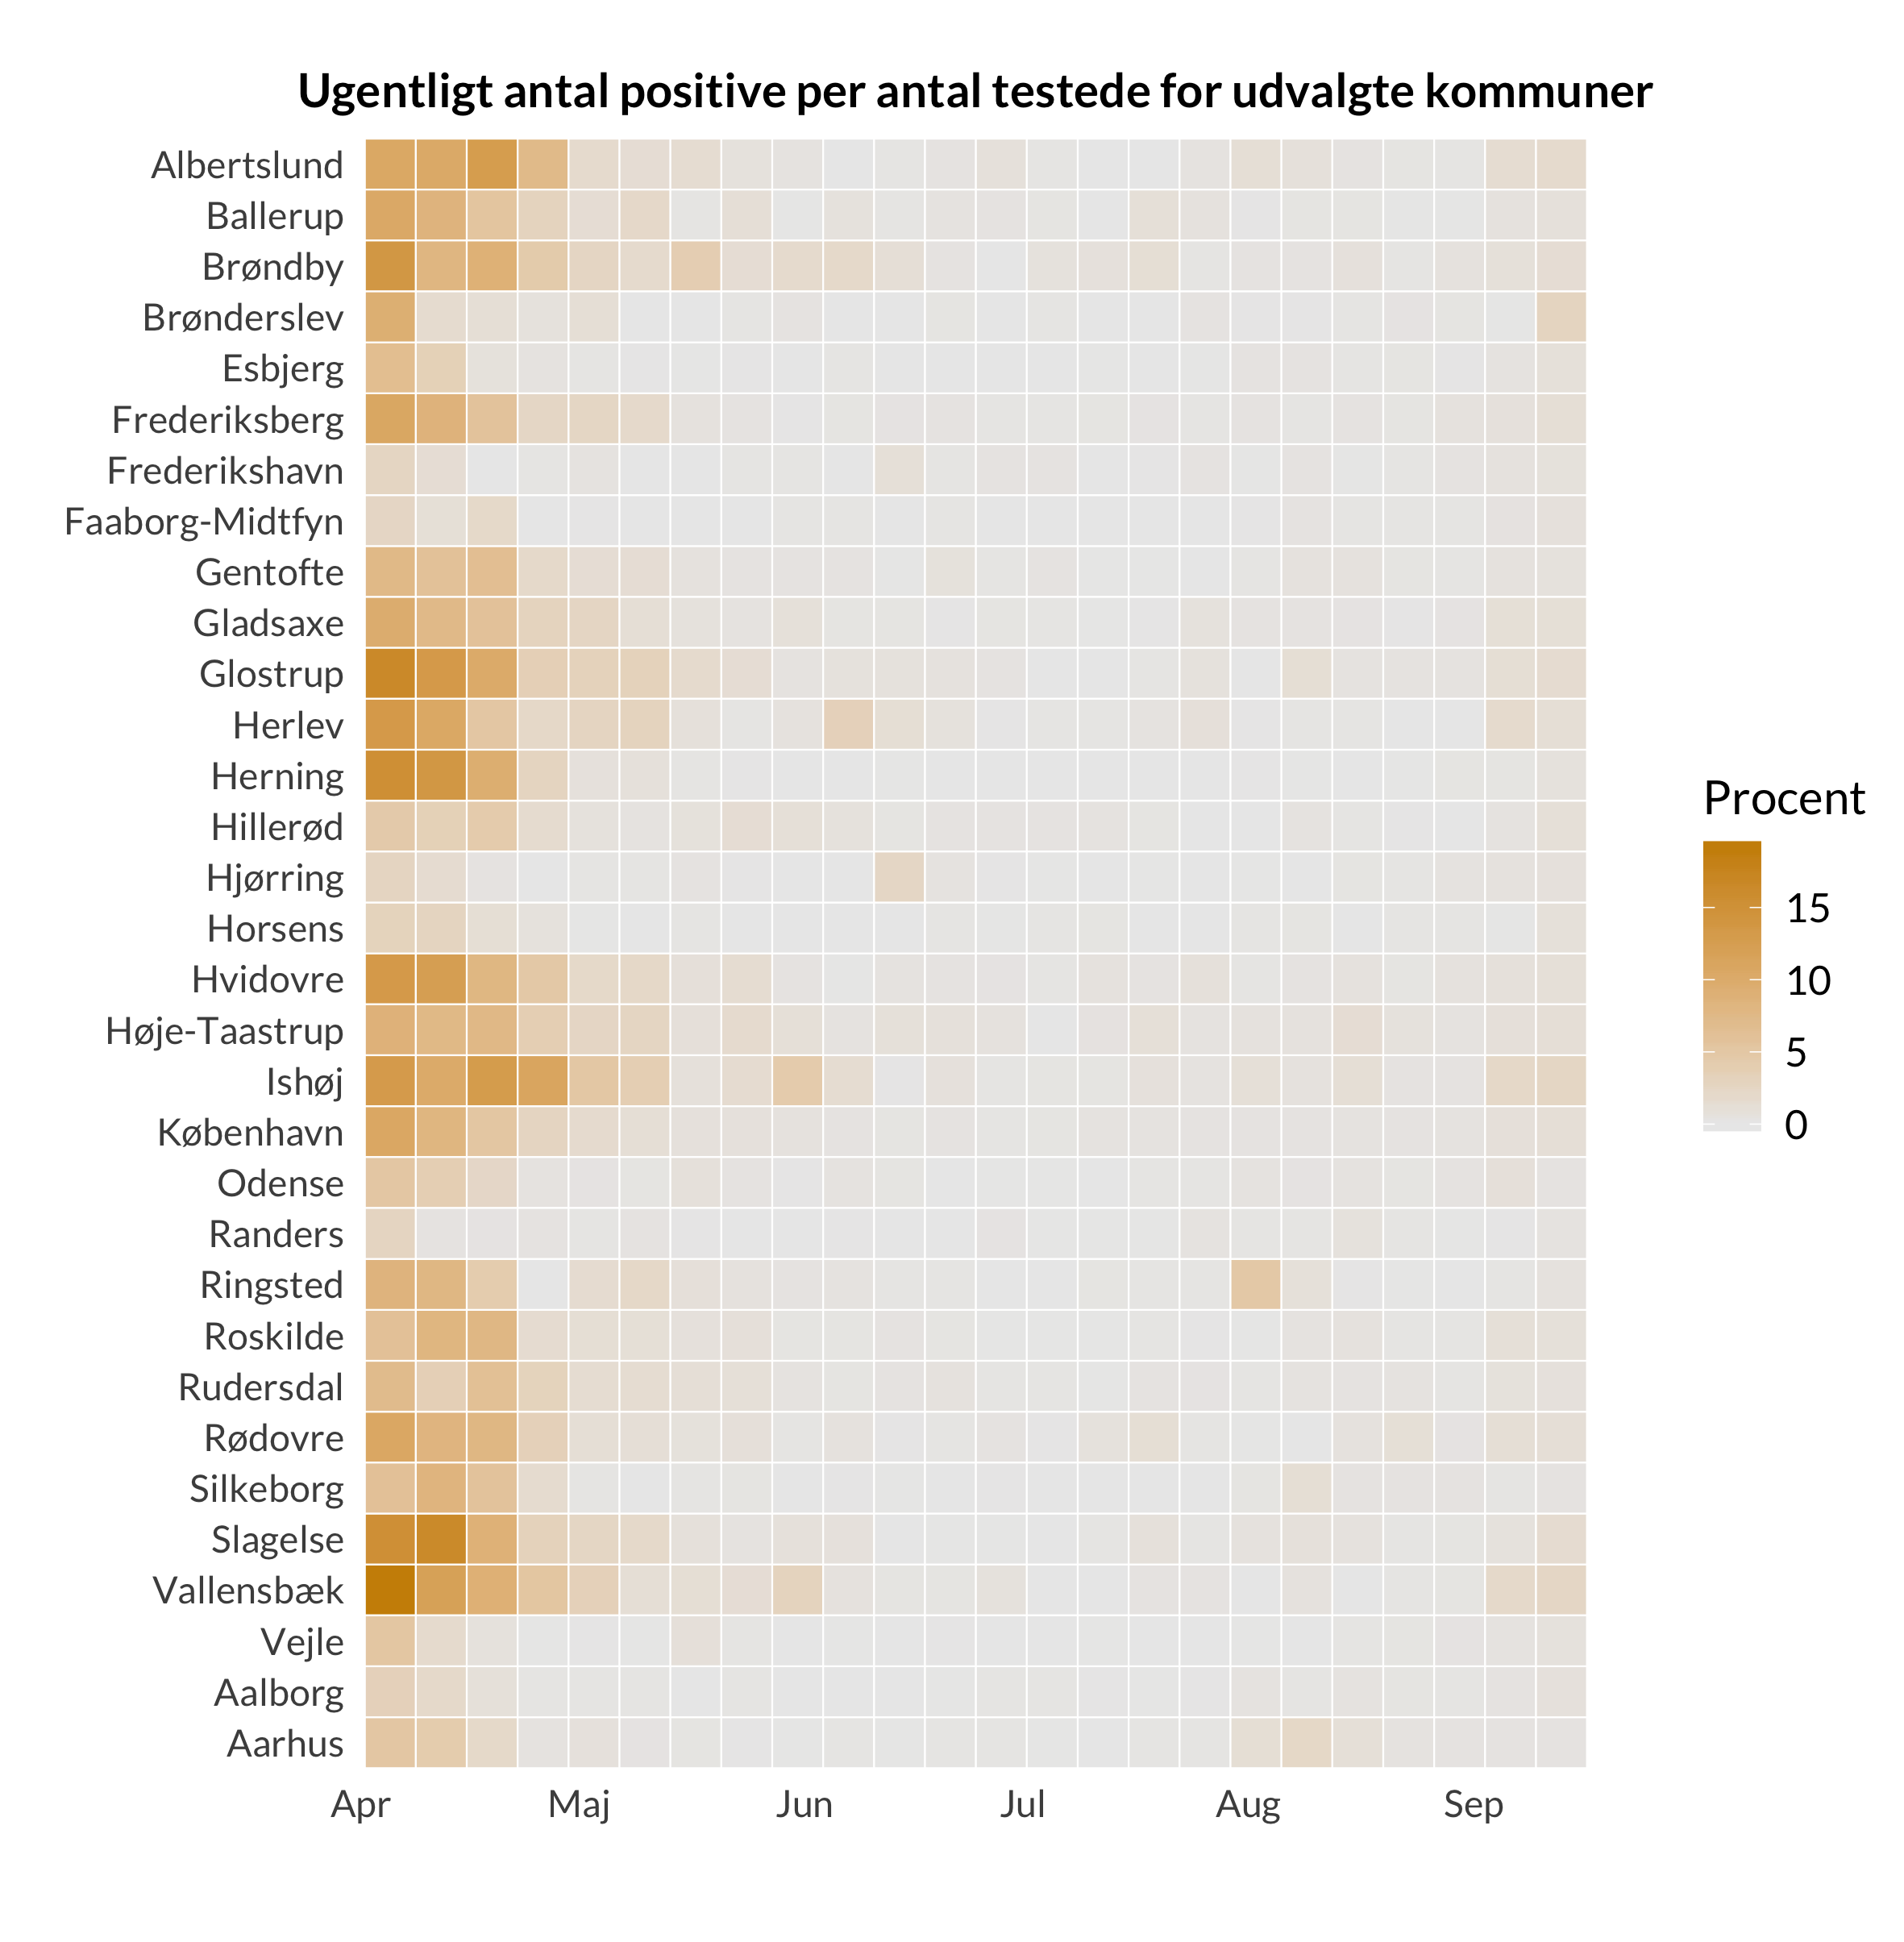 Ugentligt antal positive per antal testede for udvalgte kommuner
Albertslund
Ballerup
Brøndby
Brønderslev
Esbjerg
Frederiksberg
Frederikshavn
Faaborg-Midtfyn
Gentofte
Gladsaxe
Glostrup
Herlev
Herning
Hillerød
Hjørring
Horsens
Hvidovre
Høje-Taastrup
Ishøj
København
Odense
Randers
Ringsted
Roskilde
Rudersdal
Rødovre
Silkeborg
Slagelse
Vallensbæk
Vejle
Aalborg
Aarhus
Apr Maj Jun Jul Aug Sep
Procent
15
10
5
0